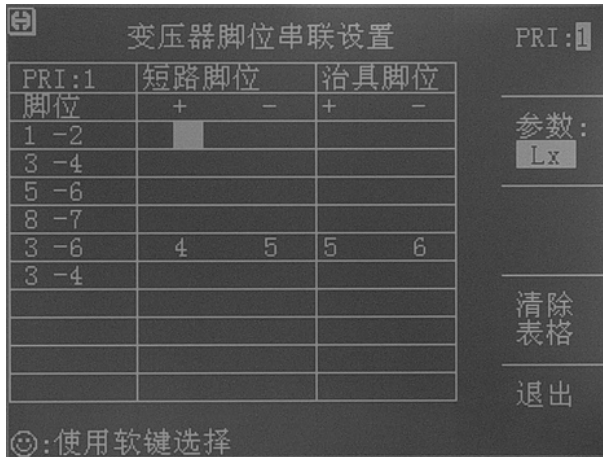 变压器脚位串联设置 PRI:1
PRI:1 短路脚位 治具脚位
脚位 + - + -
1 -2
3 -4
5 -6
8 -7
3 -6 4 5 5 6
3 -4
参数:
Lx
清除
表格
退出
☺:使用软键选择